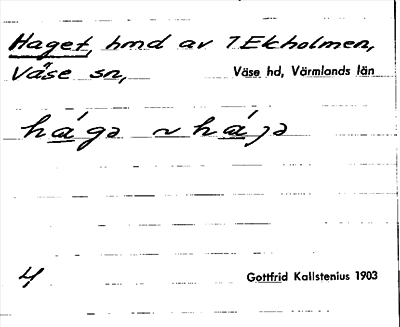 Haget, hmd av 7 Ekholmen,
Väse sn,
Väse hd, Värmlands län
hága ~ hája
4
Gottfrid Kallstenius 1903